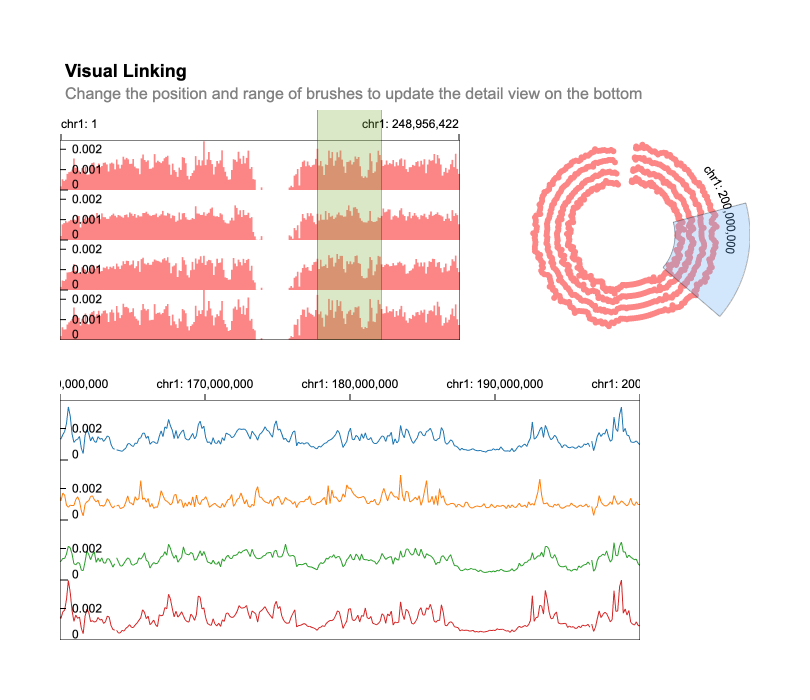 Visual Linking
Change the position and range of brushes to update the detail view on the bottom
chr1: 1
chr1: 248,956,422
0.002
0.001
0
0.002
0.001
0
0.002
0.001
0
0.002
0.001
0
chr1: 200,000,000
0,000,000
chr1: 170,000,000
chr1: 180,000,000
chr1: 190,000,000
chr1: 200
0.002
0
0.002
0
0.002
0
0.002
0